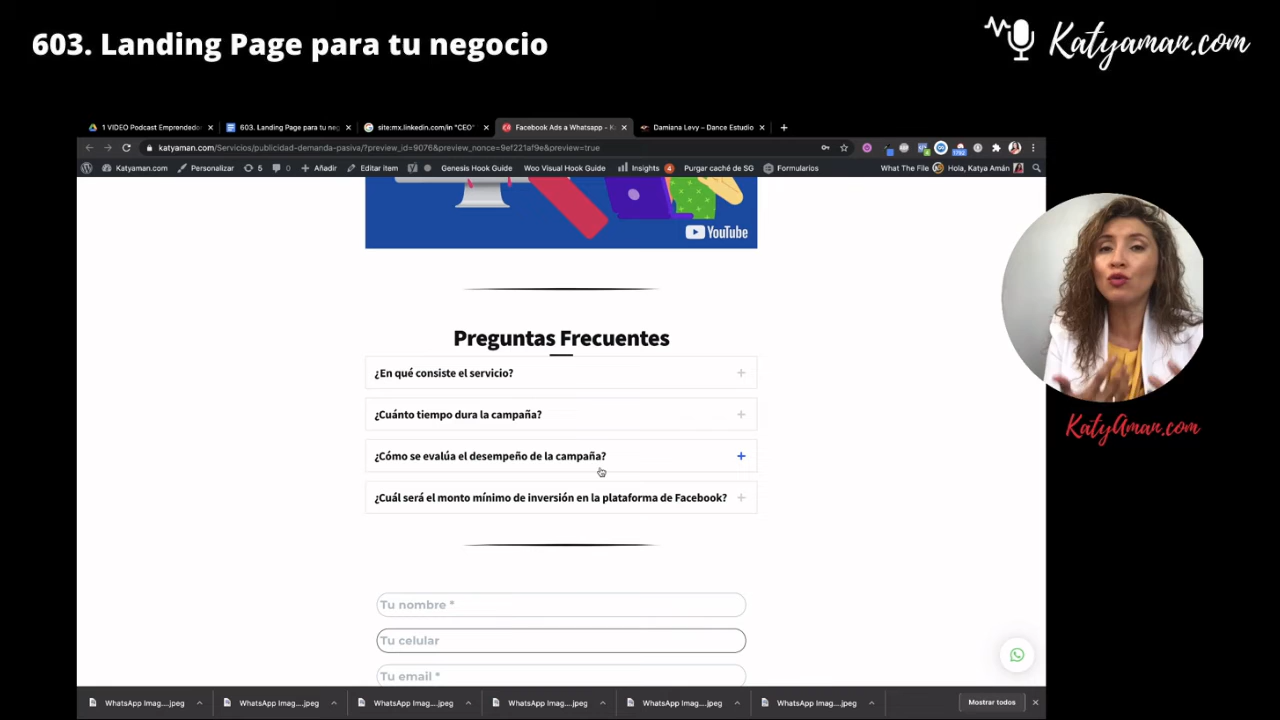 603. Landing Page para tu negocio
Katyaman.com
1 VIDEO Podcast Emprendedo
603. Landing Page para tu neg
site:mx.linkedin.com/in "CEO"
Facebook Ads a Whatsapp - K
Damiana Levy – Dance Estudio
katyaman.com/Servicios/publicidad-demanda-pasiva/?preview_id=9076&preview_nonce=9ef221af9e&preview=true
Katyaman.com Personalizar 5 0 + Añadir Editar Item Genesis Hook Guide Woo Visual Hook Guide Insights 4 Purgar caché de SG Formularios What The File Hola, Katya Amán
YouTube
Preguntas Frecuentes
¿En qué consiste el servicio? +
¿Cuánto tiempo dura la campaña? +
¿Cómo se evalúa el desempeño de la campaña? +
¿Cuál será el monto mínimo de inversión en la plataforma de Facebook? +
KatyAman.com
Tu nombre *
Tu celular
Tu email *
WhatsApp Imag....jpeg
WhatsApp Imag....jpeg
WhatsApp Imag....jpeg
WhatsApp Imag....jpeg
WhatsApp Imag....jpeg
WhatsApp Imag....jpeg
Mostrar todos